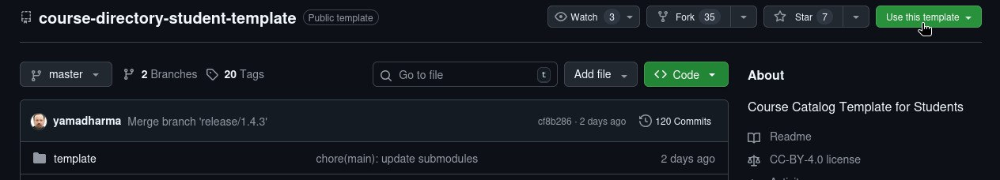 course-directory-student-template Public template Watch 3 Fork 35 Star 7 Use this template
master 2 Branches 20 Tags Go to file t Add file Code About
Course Catalog Template for Students
yamadharma Merge branch 'release/1.4.3' cf8b286 · 2 days ago 120 Commits
Readme
template chore(main): update submodules 2 days ago
CC-BY-4.0 license